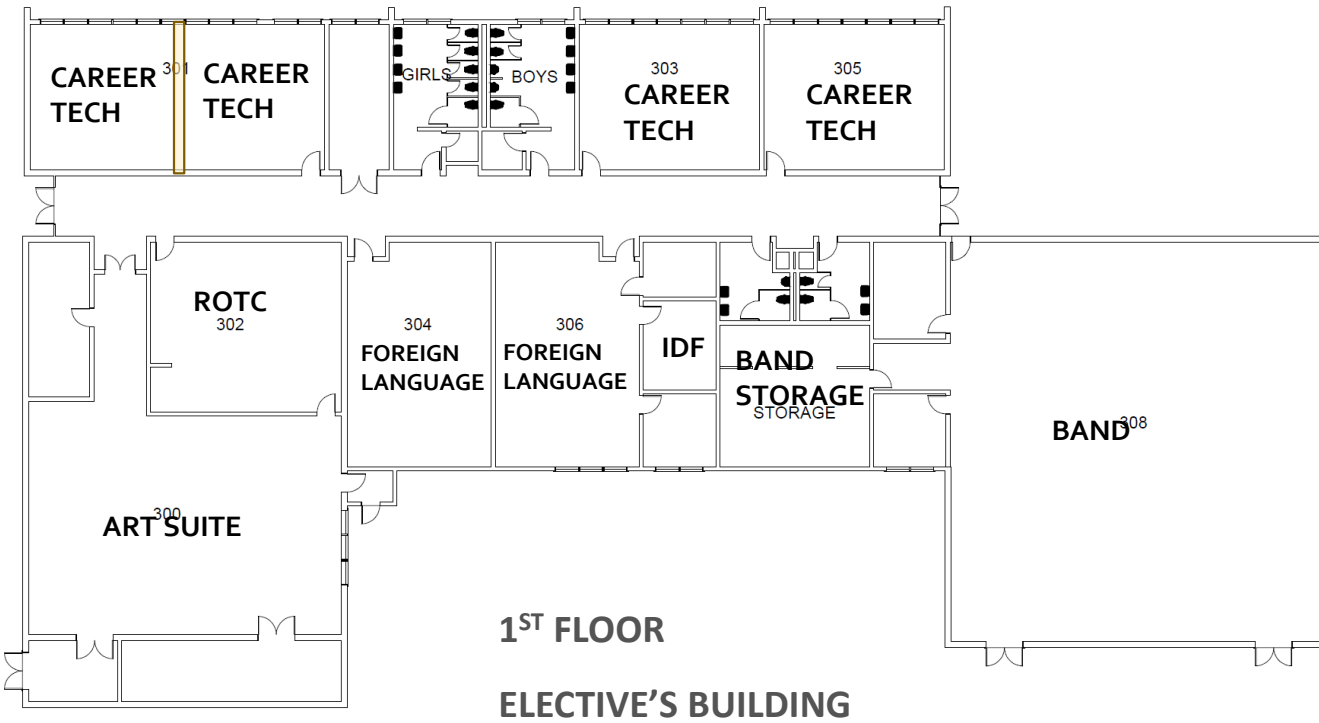 301
CAREER
TECH
CAREER
TECH
GIRLS
BOYS
303
CAREER
TECH
305
CAREER
TECH
ROTC
302
304
FOREIGN
LANGUAGE
306
FOREIGN
LANGUAGE
IDF
BAND
STORAGE
STORAGE
BAND
308
300
ART SUITE
1ST FLOOR
ELECTIVE'S BUILDING